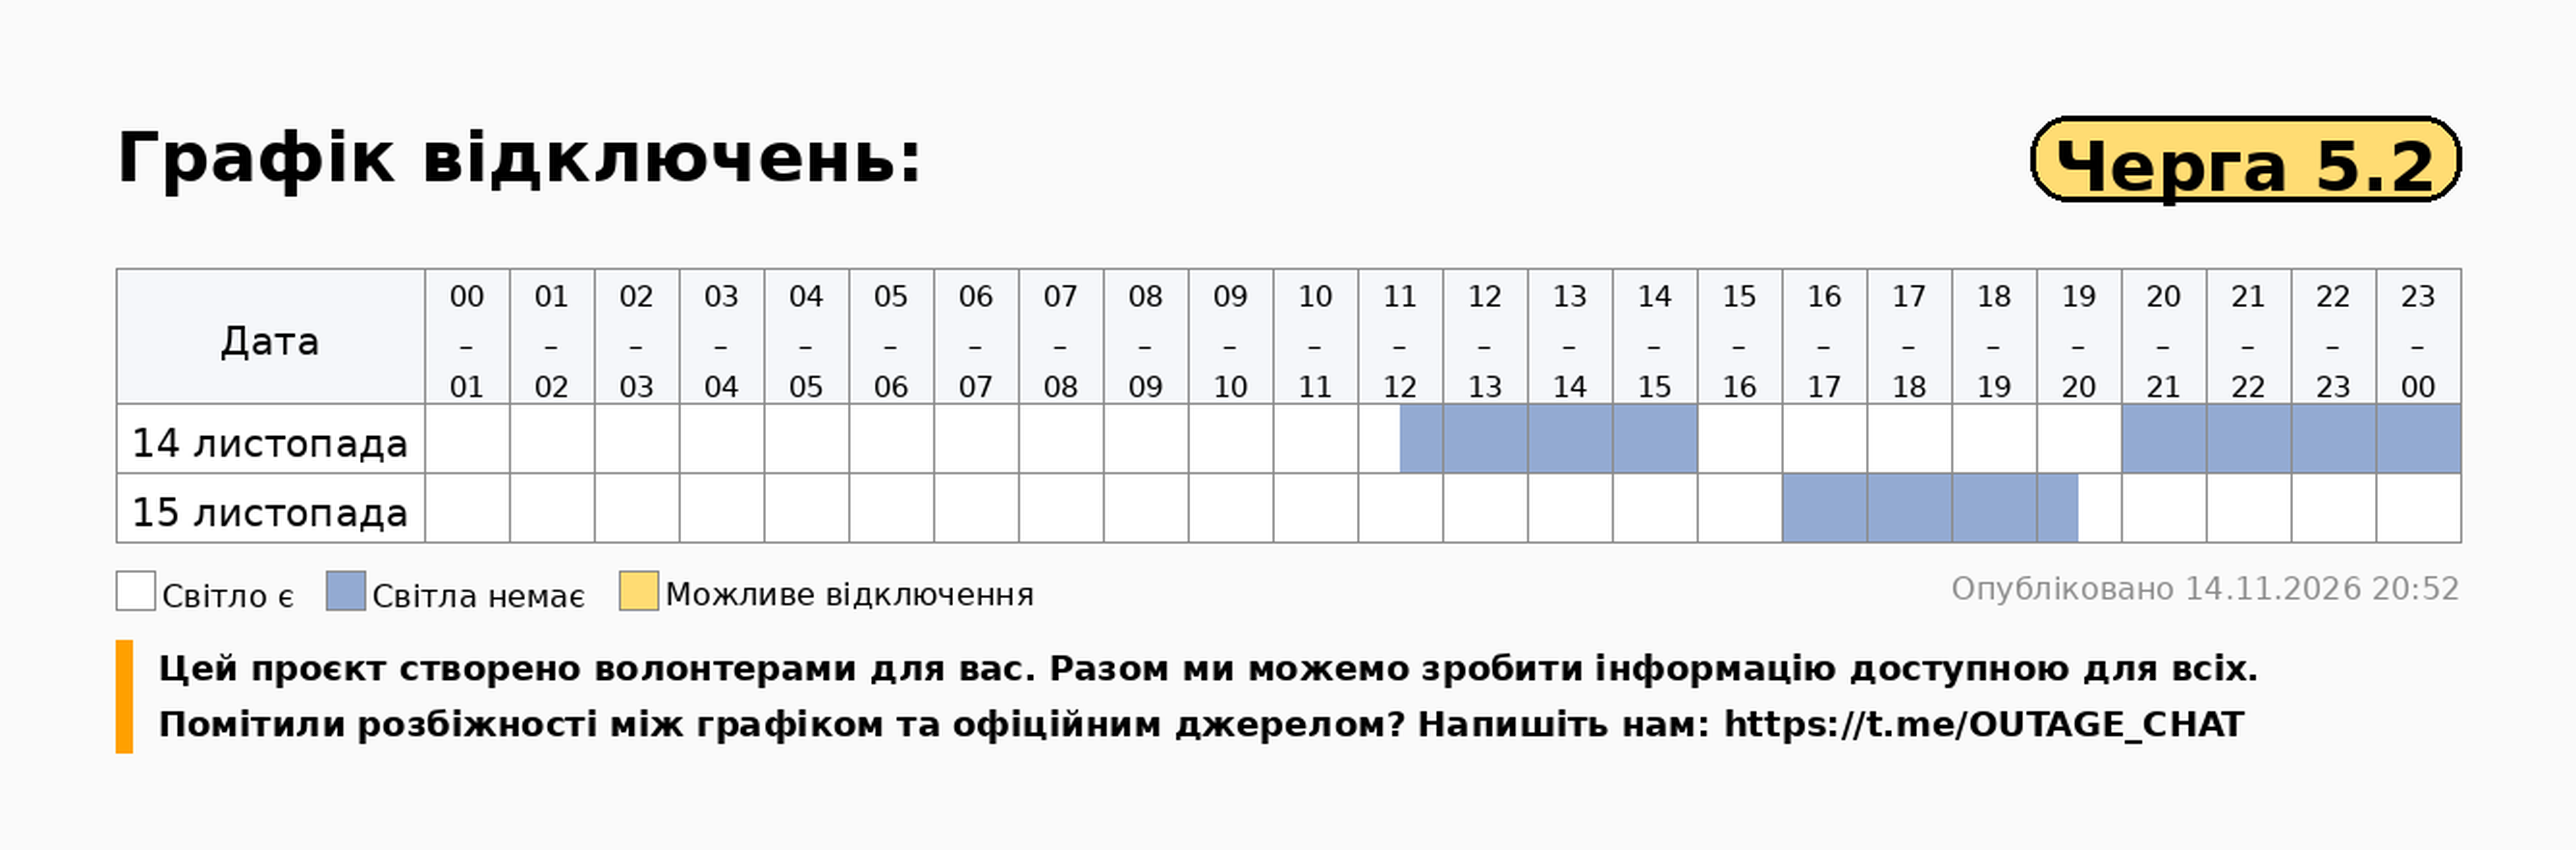 Графік відключень:
Черга 5.2
Дата
00 – 01
01 – 02
02 – 03
03 – 04
04 – 05
05 – 06
06 – 07
07 – 08
08 – 09
09 – 10
10 – 11
11 – 12
12 – 13
13 – 14
14 – 15
15 – 16
16 – 17
17 – 18
18 – 19
19 – 20
20 – 21
21 – 22
22 – 23
23 – 00
14 листопада
15 листопада
Світло є
Світла немає
Можливе відключення
Опубліковано 14.11.2026 20:52
Цей проєкт створено волонтерами для вас. Разом ми можемо зробити інформацію доступною для всіх.
Помітили розбіжності між графіком та офіційним джерелом? Напишіть нам: https://t.me/OUTAGE_CHAT